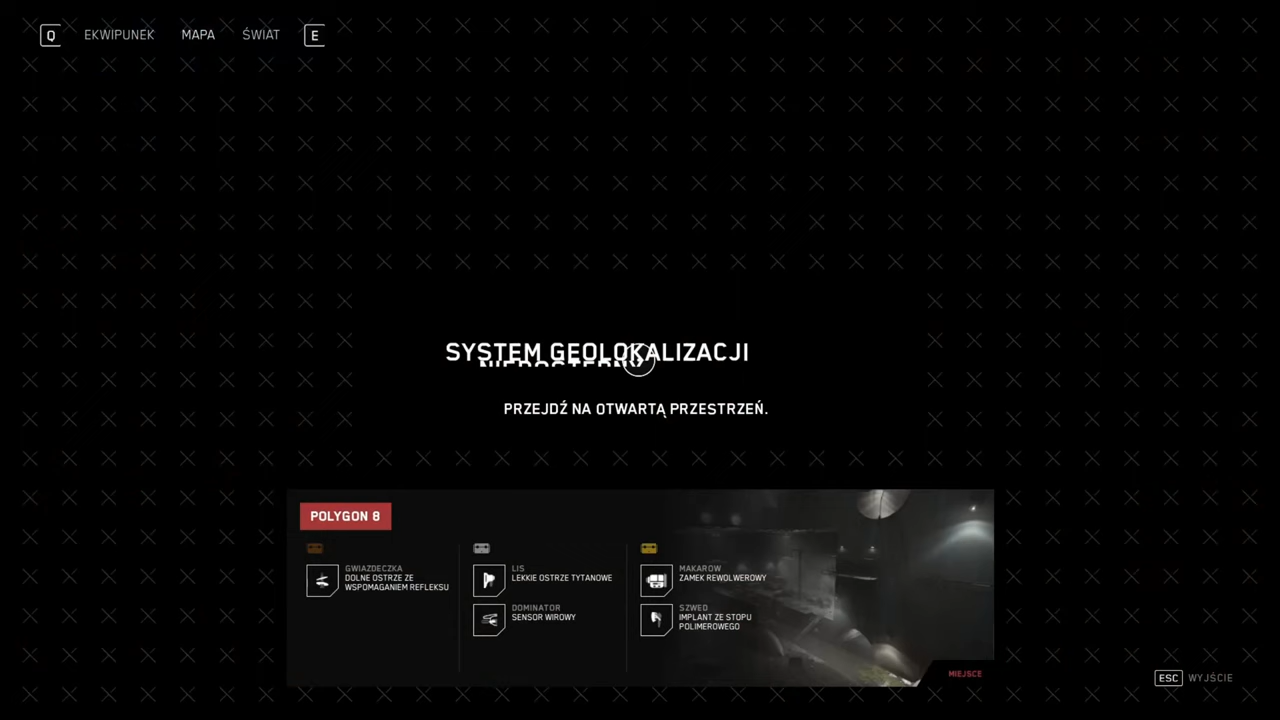 Q EKWIPUNEK MAPA ŚWIAT E
SYSTEM GEOLOKALIZACJI
PRZEJDŹ NA OTWARTĄ PRZESTRZEŃ.
POLYGON 8
GWIAZDECZKA
DOLNE OSTRZE ZE
WSPOMAGANIEM REFLEKSU
LIS
LEKKIE OSTRZE TYTANOWE
DOMINATOR
SENSOR WIROWY
MAKAROW
ZAMEK REWOLWEROWY
SZWED
IMPLANT ZE STOPU
POLIMEROWEGO
MIEJSCE
ESC WYJŚCIE